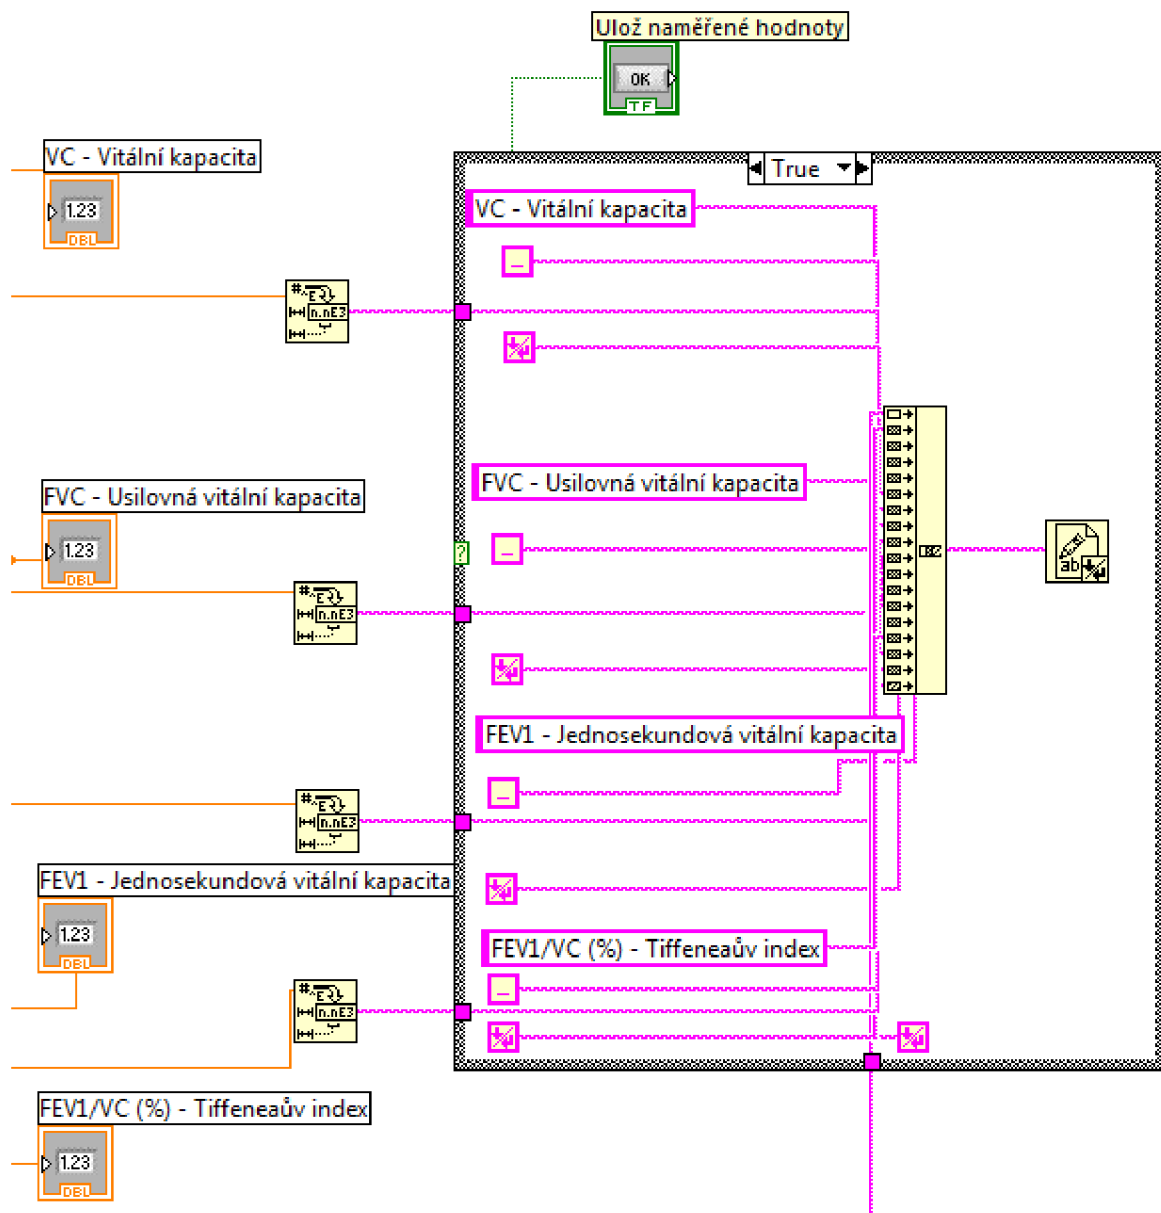 Ulož naměřené hodnoty
OK
TF
VC - Vitální kapacita
1.23
DBL
True
VC - Vitální kapacita
_
#
E
n.nE3
FVC - Usilovná vitální kapacita
FVC - Usilovná vitální kapacita
1.23
DBL
?
_
ab
#
E
n.nE3
FEV1 - Jednosekundová vitální kapacita
_
#
E
n.nE3
FEV1 - Jednosekundová vitální kapacita
1.23
DBL
FEV1/VC (%) - Tiffeneaův index
_
#
E
n.nE3
FEV1/VC (%) - Tiffeneaův index
1.23
DBL